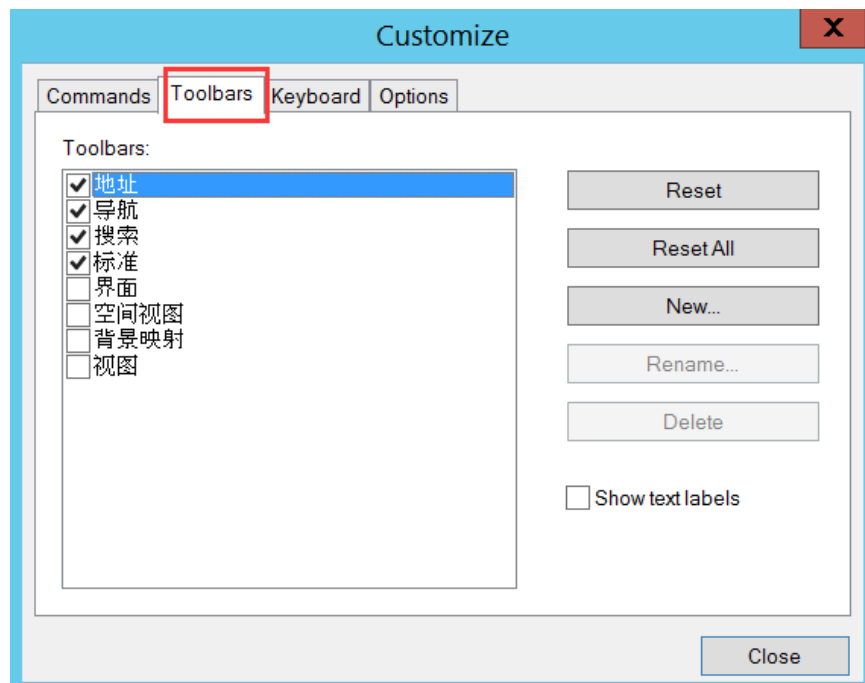 Customize
Commands Toolbars Keyboard Options
Toolbars:
地址
导航
搜索
标准
界面
空间视图
背景映射
视图
Reset
Reset All
New...
Rename...
Delete
Show text labels
Close